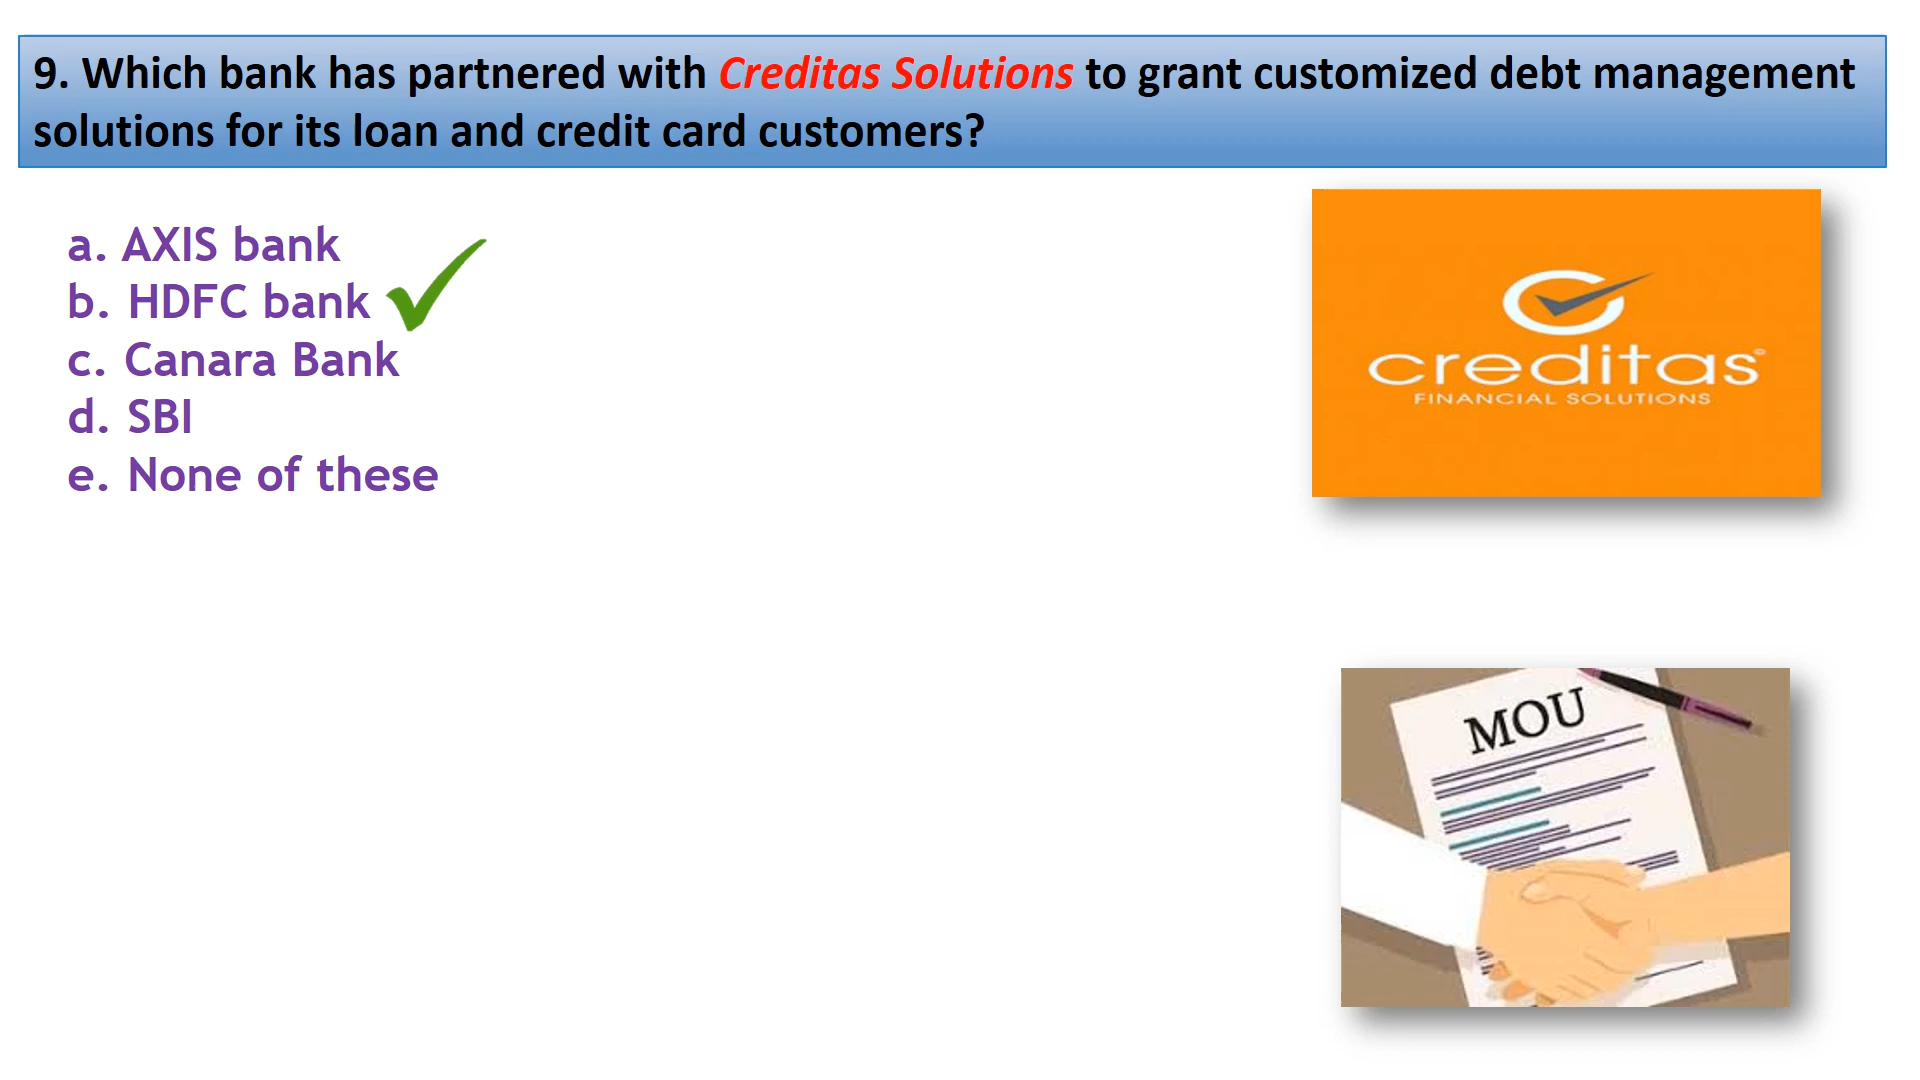 9. Which bank has partnered with Creditas Solutions to grant customized debt management
solutions for its loan and credit card customers?
a. AXIS bank
b. HDFC bank
c. Canara Bank
d. SBI
e. None of these
creditas©
FINANCIAL SOLUTIONS
MOU